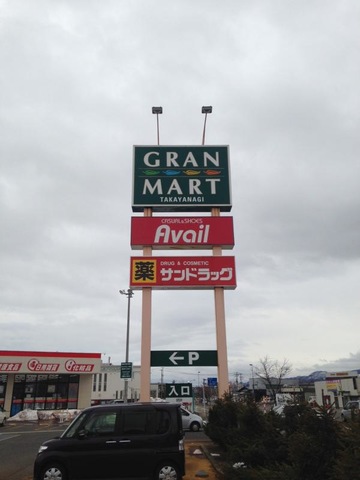 GRAN
MART
TAKAYANAGI
CASUAL&SHOES
Avail
DRUG & COSMETIC
薬 サンドラッグ
←P
入口